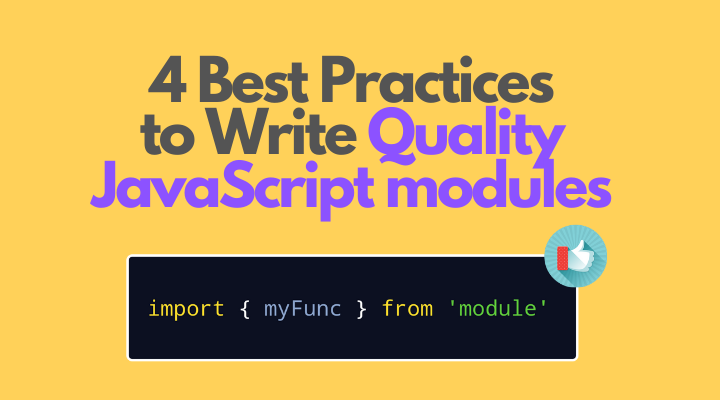 4 Best Practices
to Write Quality
JavaScript modules
import { myFunc } from 'module'